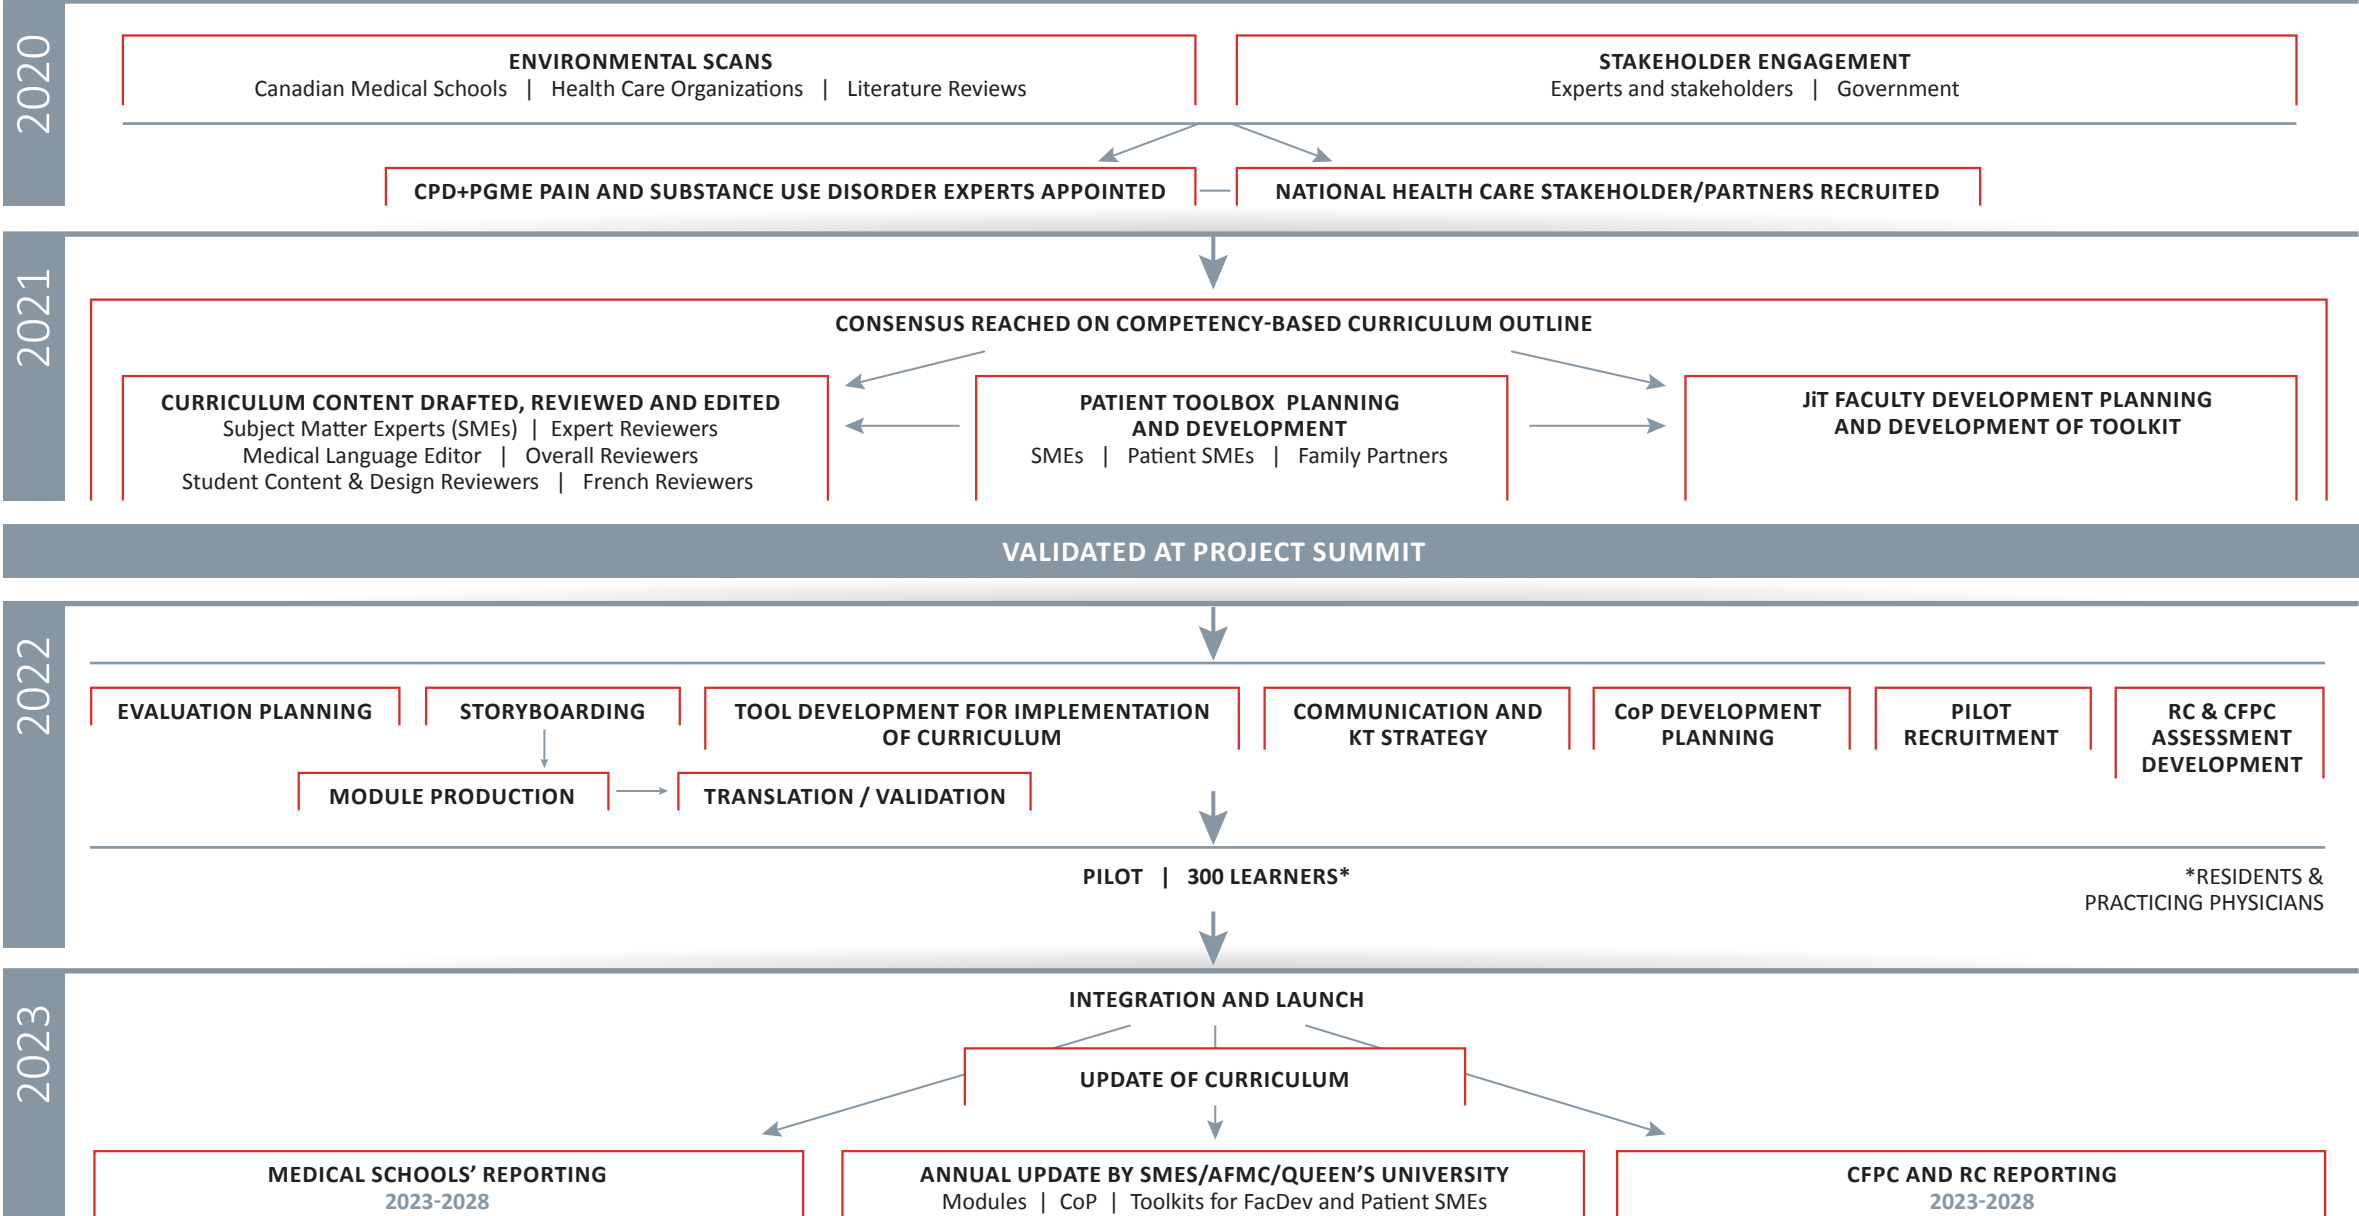 2020
ENVIRONMENTAL SCANS
Canadian Medical Schools | Health Care Organizations | Literature Reviews
STAKEHOLDER ENGAGEMENT
Experts and stakeholders | Government
CPD+PGME PAIN AND SUBSTANCE USE DISORDER EXPERTS APPOINTED
NATIONAL HEALTH CARE STAKEHOLDER/PARTNERS RECRUITED
2021
CONSENSUS REACHED ON COMPETENCY-BASED CURRICULUM OUTLINE
CURRICULUM CONTENT DRAFTED, REVIEWED AND EDITED
Subject Matter Experts (SMEs) | Expert Reviewers
Medical Language Editor | Overall Reviewers
Student Content & Design Reviewers | French Reviewers
PATIENT TOOLBOX PLANNING
AND DEVELOPMENT
SMEs | Patient SMEs | Family Partners
JiT FACULTY DEVELOPMENT PLANNING
AND DEVELOPMENT OF TOOLKIT
VALIDATED AT PROJECT SUMMIT
2022
EVALUATION PLANNING
STORYBOARDING
TOOL DEVELOPMENT FOR IMPLEMENTATION
OF CURRICULUM
COMMUNICATION AND
KT STRATEGY
CoP DEVELOPMENT
PLANNING
PILOT
RECRUITMENT
RC & CFPC
ASSESSMENT
DEVELOPMENT
MODULE PRODUCTION
TRANSLATION / VALIDATION
PILOT | 300 LEARNERS*
*RESIDENTS &
PRACTICING PHYSICIANS
2023
INTEGRATION AND LAUNCH
UPDATE OF CURRICULUM
MEDICAL SCHOOLS’ REPORTING
2023-2028
ANNUAL UPDATE BY SMES/AFMC/QUEEN’S UNIVERSITY
Modules | CoP | Toolkits for FacDev and Patient SMEs
CFPC AND RC REPORTING
2023-2028